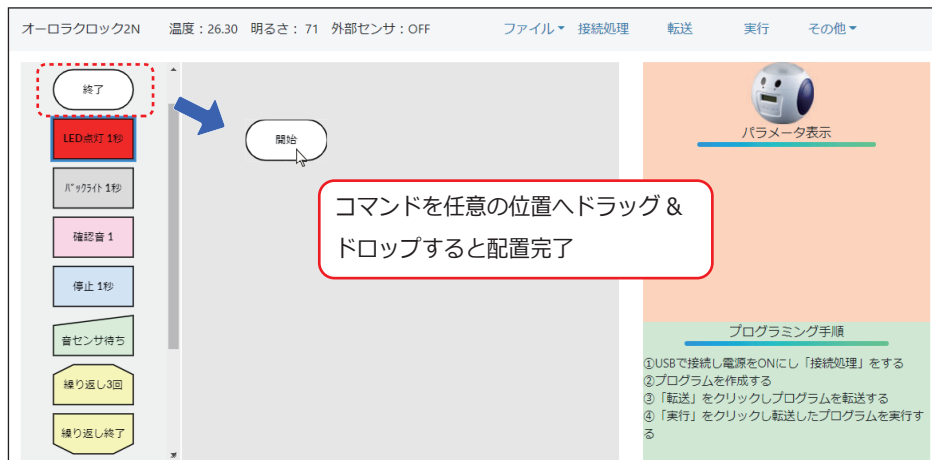 オーロラクロック2N 温度：26.30 明るさ： 71 外部センサ：OFF ファイル▾ 接続処理 転送 実行 その他▾
終了
LED点灯 1秒
ﾊﾞｯｸﾗｲﾄ 1秒
確認音 1
停止 1秒
音センサ待ち
繰り返し3回
繰り返し終了
開始
コマンドを任意の位置へドラッグ＆
ドロップすると配置完了
パラメータ表示
プログラミング手順
①USBで接続し電源をONにし「接続処理」をする
②プログラムを作成する
③「転送」をクリックしプログラムを転送する
④「実行」をクリックし転送したプログラムを実行す
る